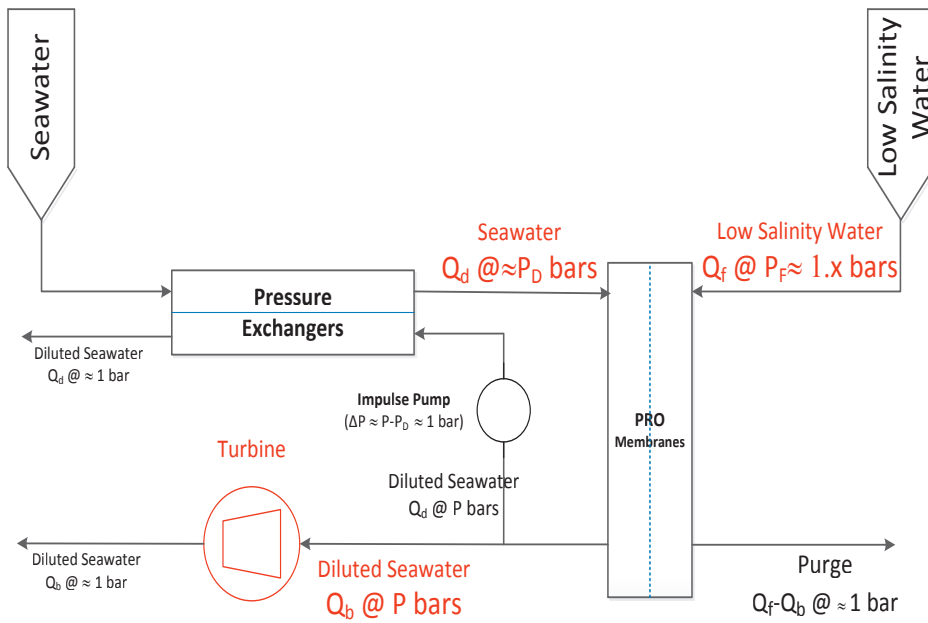 Seawater
Low Salinity
Water
Seawater
Q_d @≈P_D bars
Low Salinity Water
Q_f @ P_F≈ 1.x bars
Pressure
Exchangers
Diluted Seawater
Q_d @ ≈ 1 bar
Impulse Pump
(ΔP ≈ P-P_D ≈ 1 bar)
PRO
Membranes
Turbine
Diluted Seawater
Q_d @ P bars
Diluted Seawater
Q_b @ ≈ 1 bar
Diluted Seawater
Q_b @ P bars
Purge
Q_f-Q_b @ ≈ 1 bar